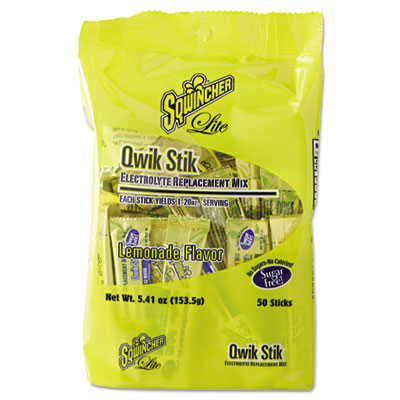 SQWINCHER
Lite
Qwik Stik
ELECTROLYTE REPLACEMENT MIX
EACH STICK YIELDS 1-20oz. SERVING
Lemonade Flavor
No Sugars-No Calories!
Sugar free!
Net Wt. 5.41 oz (153.5g)
50 Sticks
SQWINCHER
Lite
Qwik Stik
ELECTROLYTE REPLACEMENT MIX